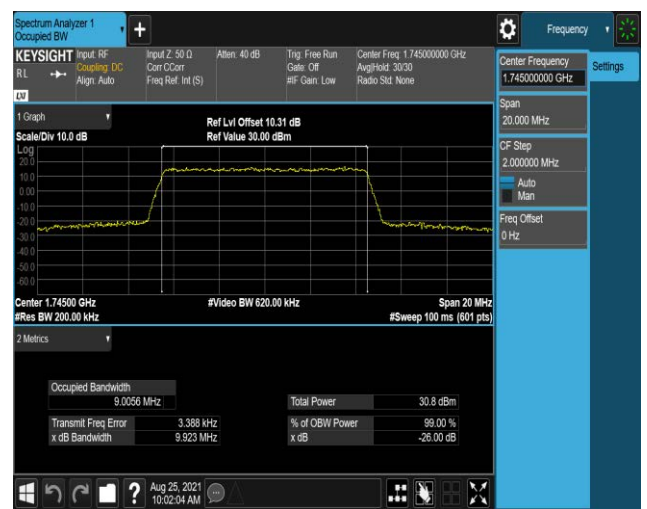 Spectrum Analyzer 1
Occupied BW
+
Frequency
KEYSIGHT
RL
LXI
Input: RF
Coupling: DC
Align: Auto
Input Z: 50 Ω
Corr CCorr
Freq Ref: Int (S)
Atten: 40 dB
Trig: Free Run
Gate: Off
#IF Gain: Low
Center Freq: 1.745000000 GHz
Avg|Hold: 30/30
Radio Std: None
Center Frequency
1.745000000 GHz
Settings
Span
20.000 MHz
CF Step
2.000000 MHz
Auto
Man
Freq Offset
0 Hz
1 Graph
Scale/Div 10.0 dB
Ref Lvl Offset 10.31 dB
Ref Value 30.00 dBm
Log
20.0
10.0
0.00
-10.0
-20.0
-30.0
-40.0
-50.0
-60.0
Center 1.74500 GHz
#Video BW 620.00 kHz
Span 20 MHz
#Res BW 200.00 kHz
#Sweep 100 ms (601 pts)
2 Metrics
Occupied Bandwidth
9.0056 MHz
Total Power 30.8 dBm
Transmit Freq Error 3.388 kHz
% of OBW Power 99.00 %
x dB Bandwidth 9.923 MHz
x dB -26.00 dB
?
Aug 25, 2021
10:02:04 AM